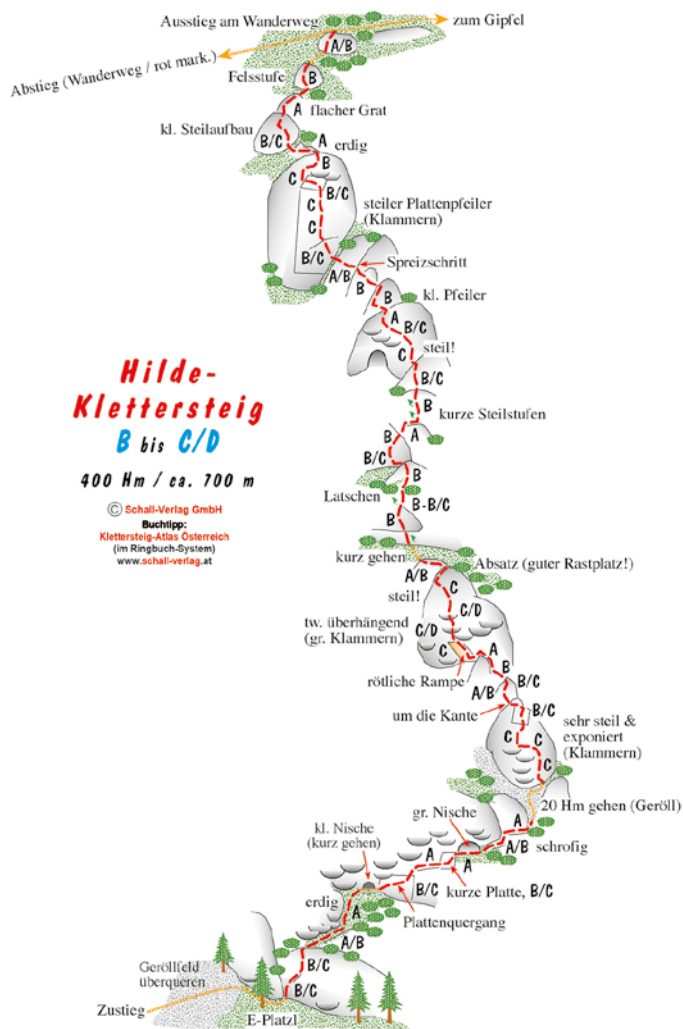 Ausstieg am Wanderweg
zum Gipfel
A/B
Abstieg (Wanderweg / rot mark.)
Felsstufe
B
A
flacher Grat
kl. Steilaufbau
B/C
A
erdig
B
C
B/C
C
steiler Plattenpfeiler
(Klammern)
C
B/C
Spreizschritt
A/B
B
B
kl. Pfeiler
A
B/C
C
steil!
B/C
Hilde-
Klettersteig
B bis C/D
400 Hm / ca. 700 m
© Schall-Verlag GmbH
Buchtipp:
Klettersteig-Atlas Österreich
(im Ringbuch-System)
www.schall-verlag.at
B
kurze Steilstufen
A
B
B/C
B
Latschen
B-B/C
B
kurz gehen
Absatz (guter Rastplatz!)
A/B
steil!
C
C/D
tw. überhängend
(gr. Klammern)
C/D
C
A
rötliche Rampe
B
B/C
A/B
um die Kante
B/C
sehr steil &
exponiert
(Klammern)
C
C
C
20 Hm gehen (Geröll)
gr. Nische
A
A/B
schrofig
kl. Nische
(kurz gehen)
A
A
B/C
kurze Platte, B/C
Plattenquergang
erdig
A
A/B
B/C
Geröllfeld
überqueren
B/C
Zustieg
E-Platzl